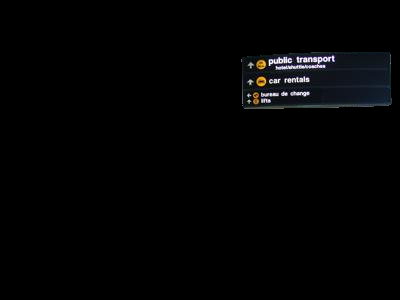 public transport
hotel/shuttle/coaches
car rentals
bureau de change
lifts